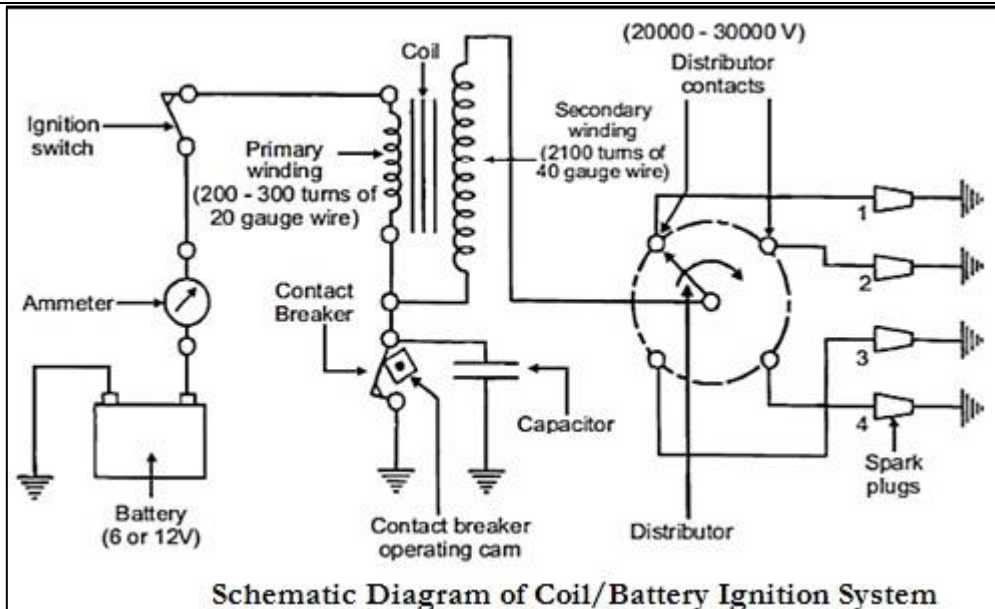 (20000 - 30000 V)
Coil
Distributor
contacts
Ignition
switch
Secondary
winding
(2100 turns of
40 gauge wire)
Primary
winding
(200 - 300 turns of
20 gauge wire)
1
2
Contact
Breaker
Ammeter
3
4
Capacitor
Spark
plugs
Battery
(6 or 12V)
Contact breaker
operating cam
Distributor
Schematic Diagram of Coil/Battery Ignition System